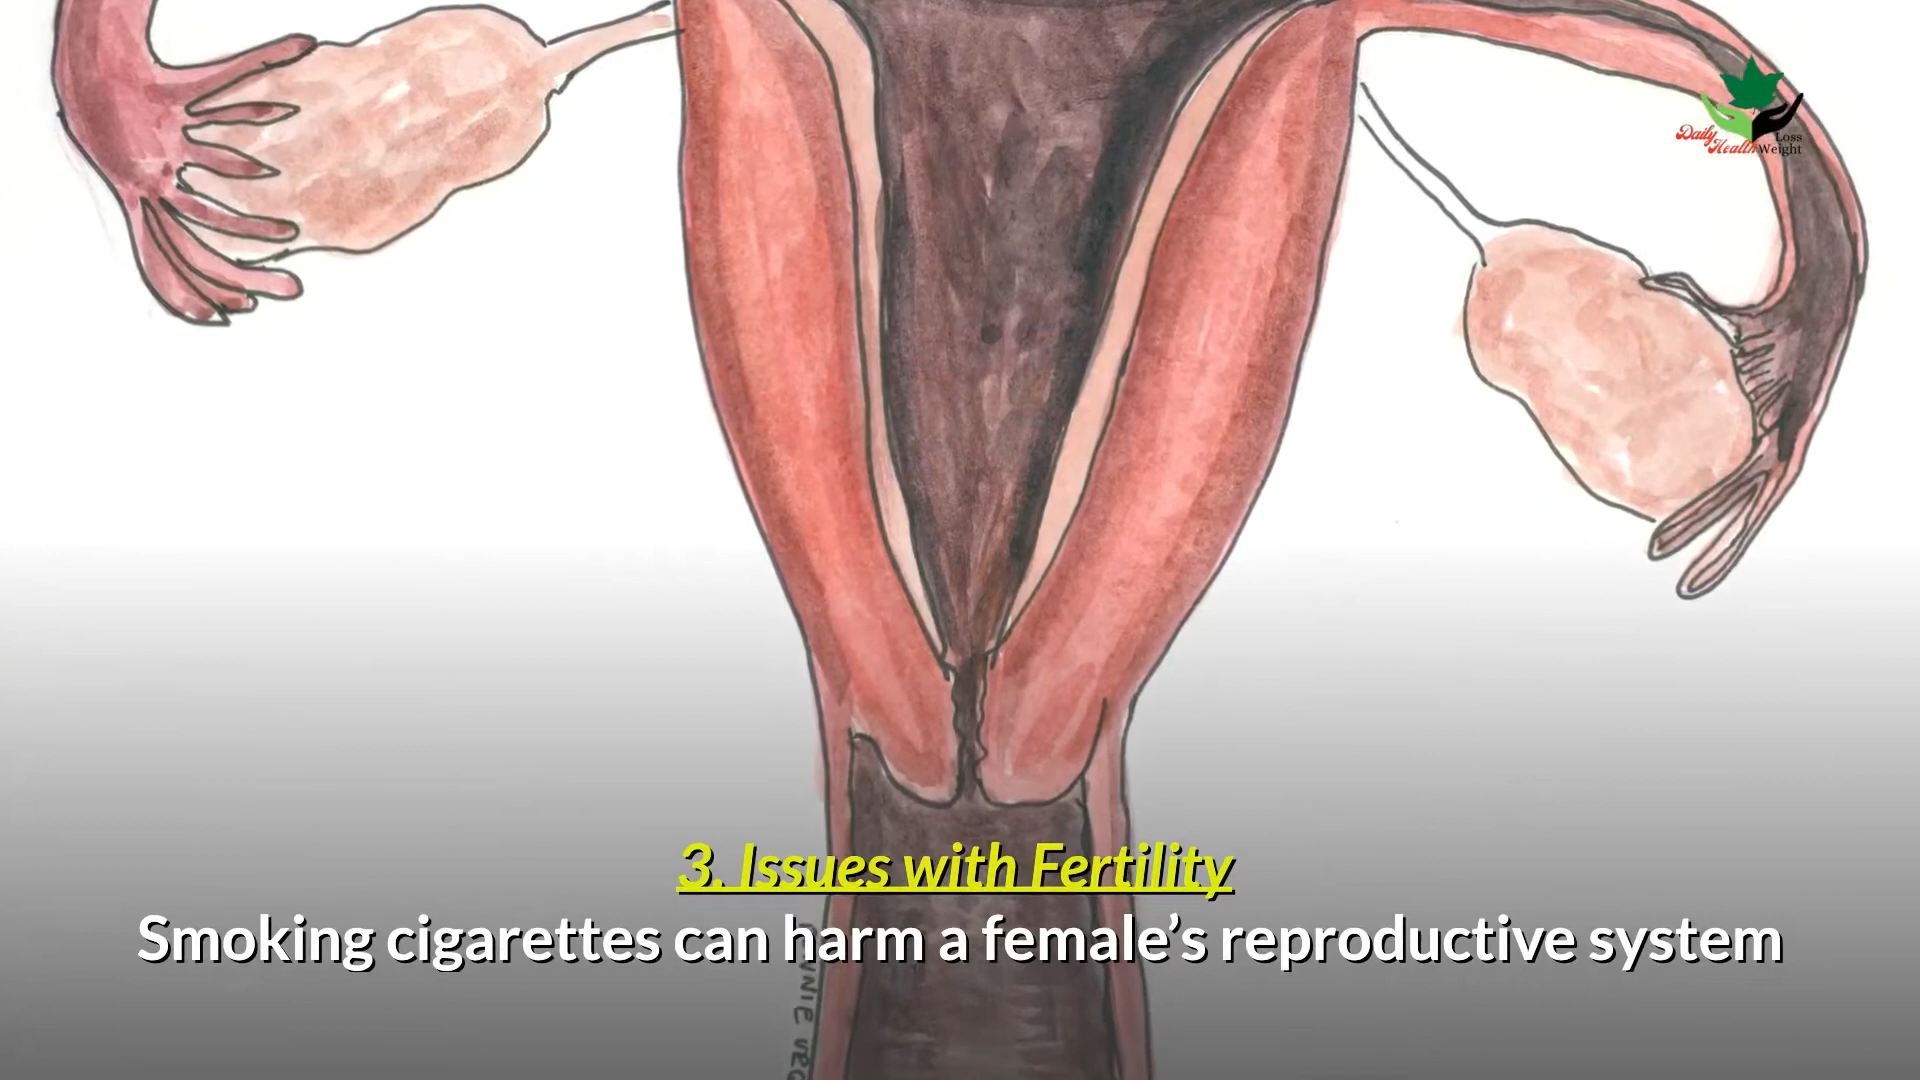 Daily
Health
Loss
Weight
3. Issues with Fertility
Smoking cigarettes can harm a female’s reproductive system